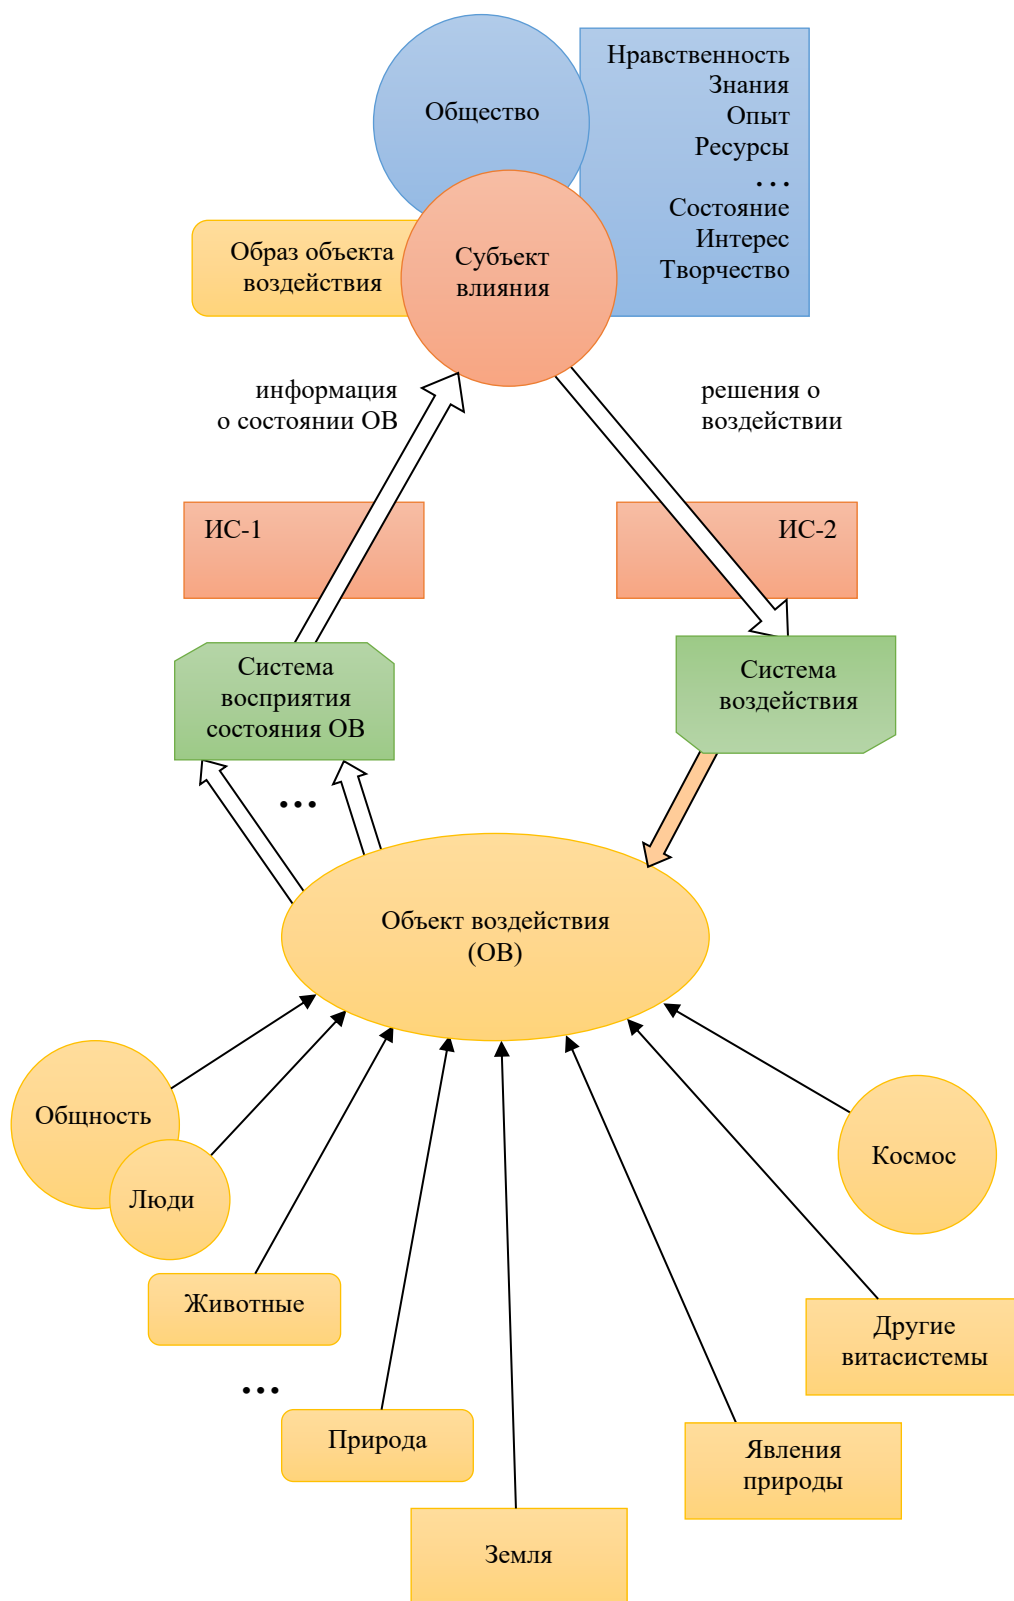 Общество
Нравственность
Знания
Опыт
Ресурсы
...
Состояние
Интерес
Творчество
Образ объекта
воздействия
Субъект
влияния
информация
о состоянии ОВ
решения о
воздействии
ИС-1
ИС-2
Система
восприятия
состояния ОВ
Система
воздействия
...
Объект воздействия
(ОВ)
Общность
Люди
Космос
Животные
Другие
витасистемы
...
Природа
Явления
природы
Земля